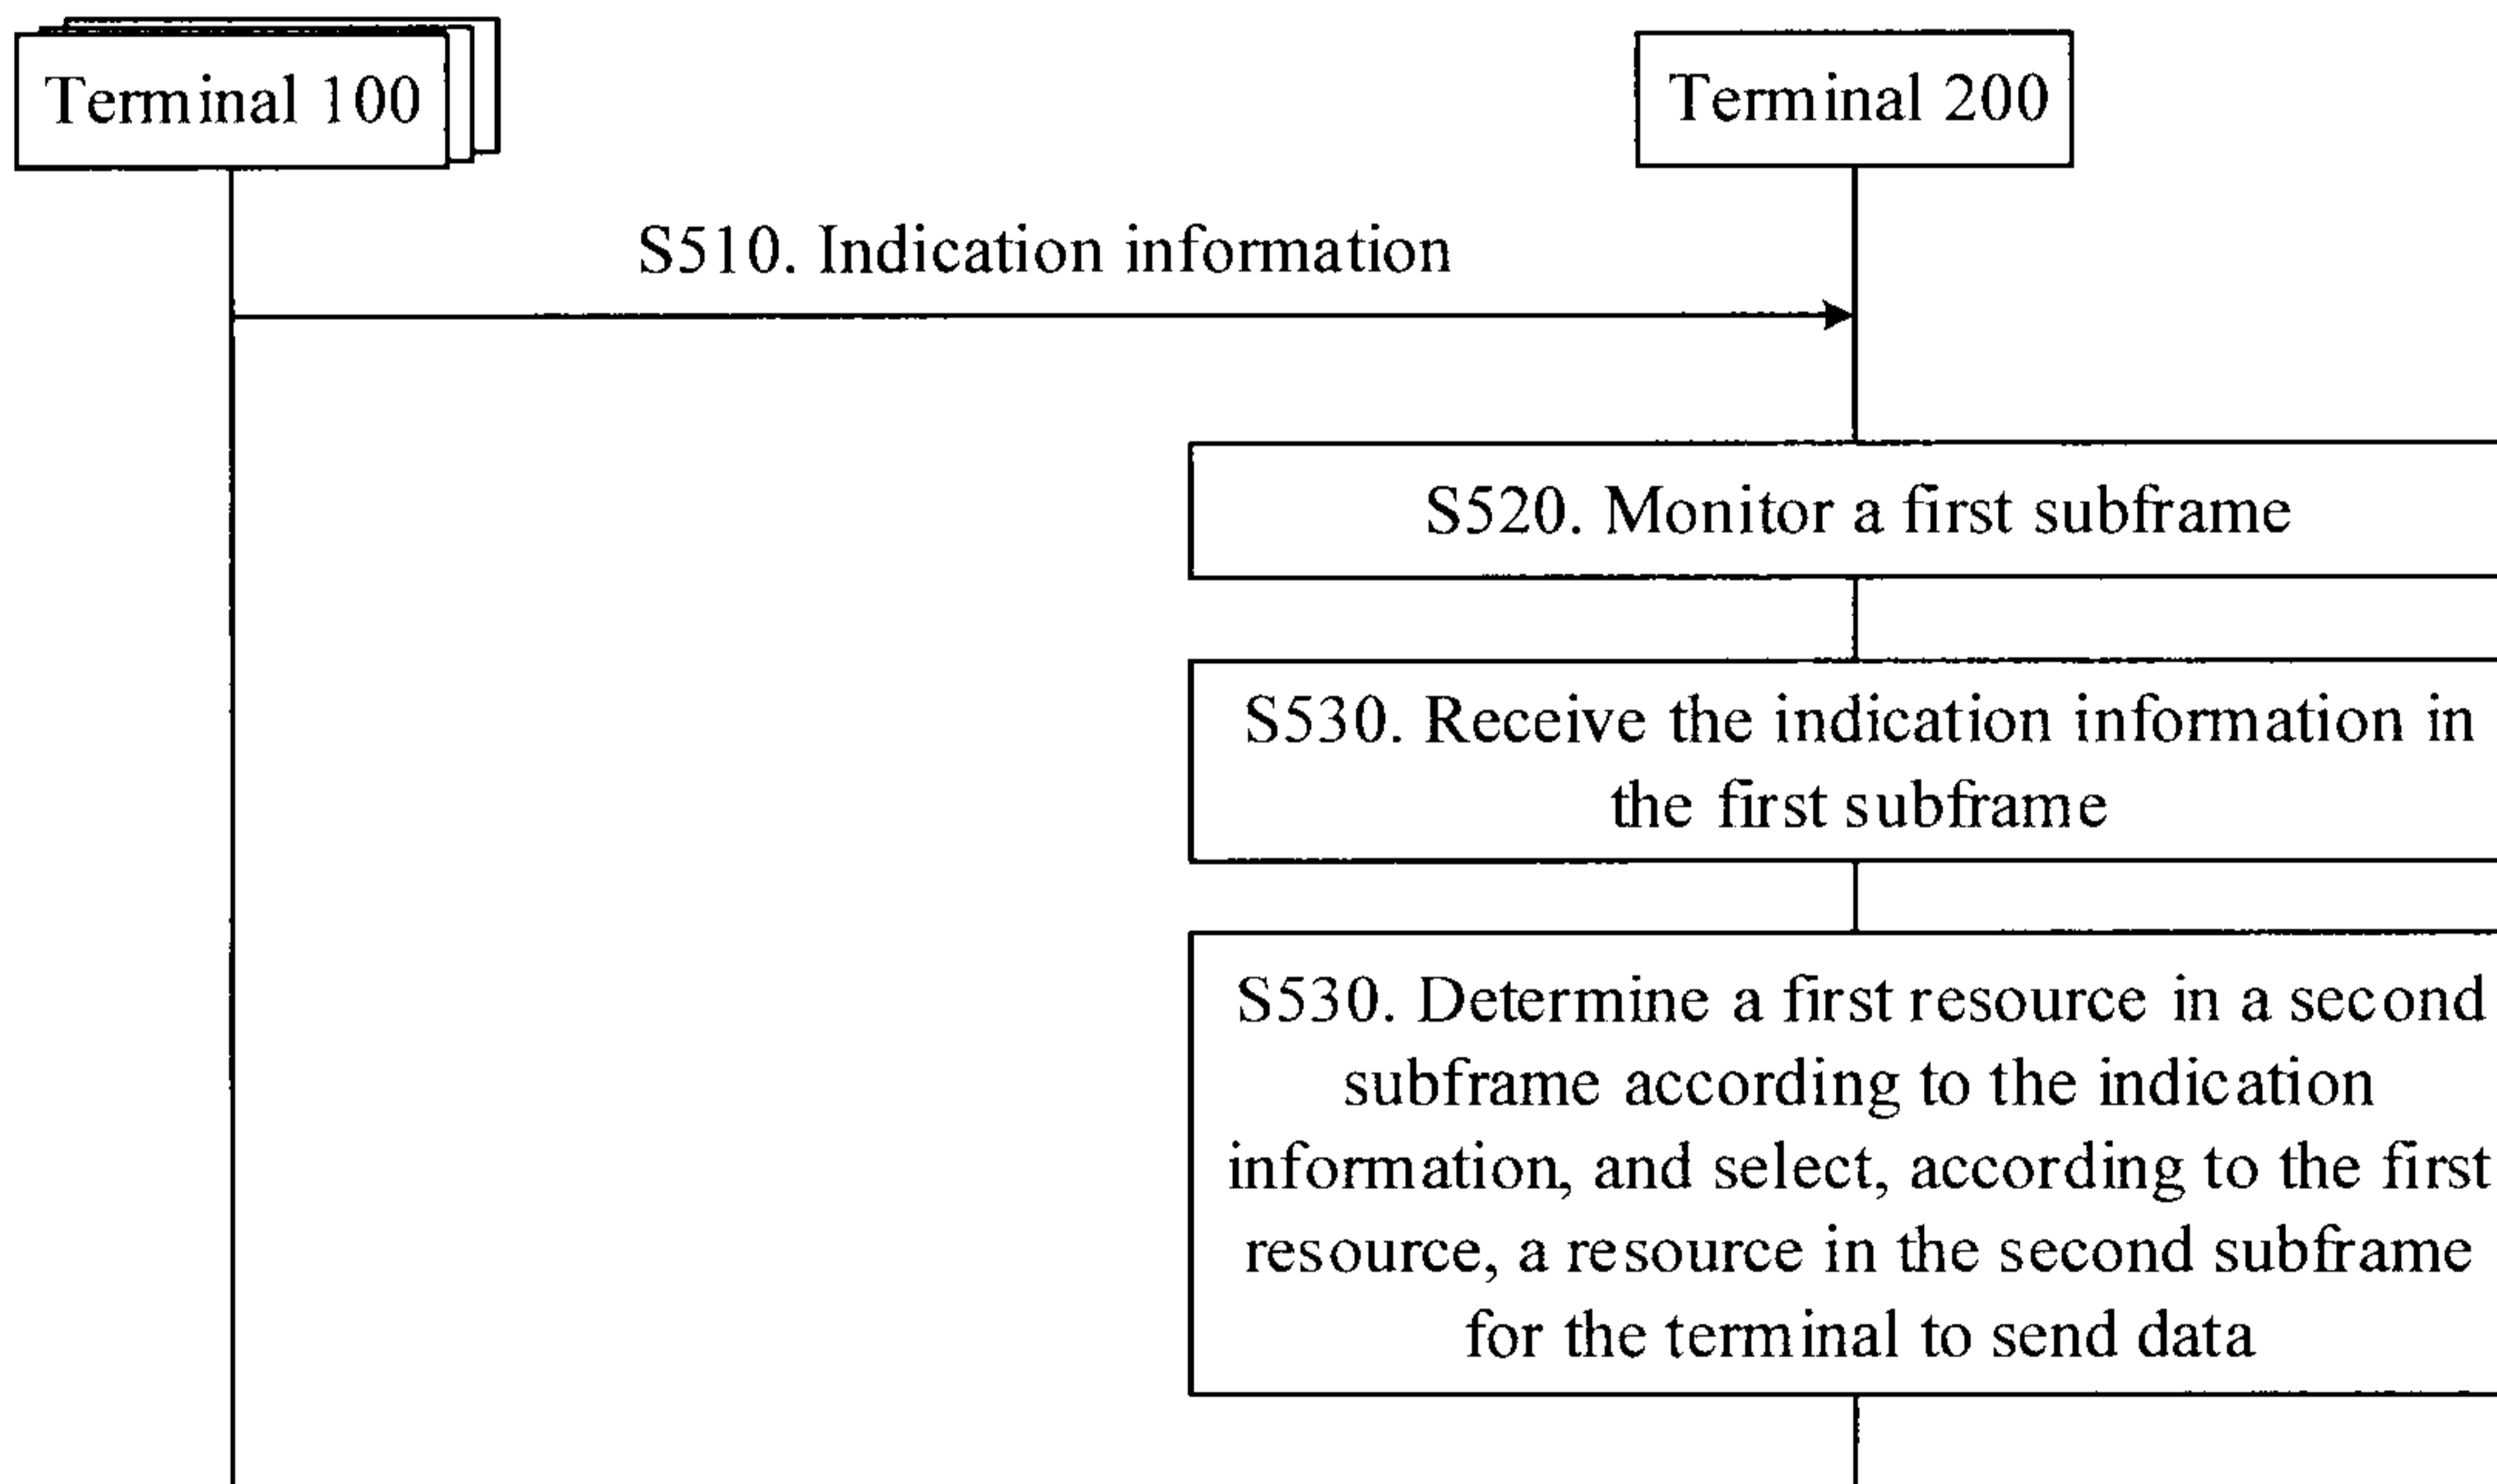 Terminal 100
Terminal 200
S510. Indication information
S520. Monitor a first subframe
S530. Receive the indication information in
the first subframe
S530. Determine a first resource in a second
subframe according to the indication
information, and select, according to the first
resource, a resource in the second subframe
for the terminal to send data